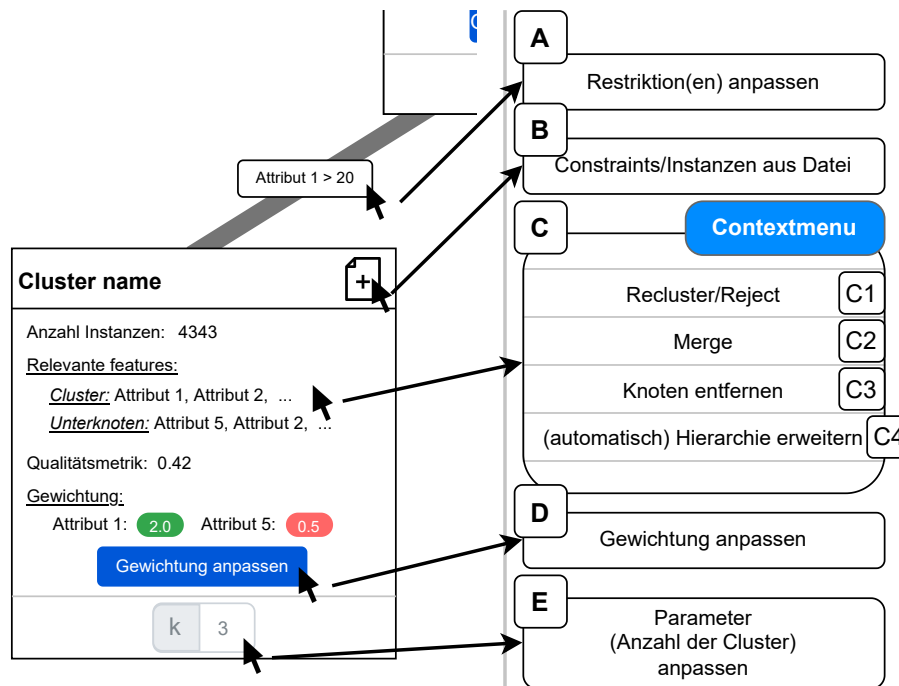 Attribut 1 > 20
Cluster name
+
Anzahl Instanzen: 4343
Relevante features:
Cluster: Attribut 1, Attribut 2, ...
Unterknoten: Attribut 5, Attribut 2, ...
Qualitätsmetrik: 0.42
Gewichtung:
Attribut 1: 2.0 Attribut 5: 0.5
Gewichtung anpassen
k 3
A
Restriktion(en) anpassen
B
Constraints/Instanzen aus Datei
C
Contextmenu
Recluster/Reject C1
Merge C2
Knoten entfernen C3
(automatisch) Hierarchie erweitern C4
D
Gewichtung anpassen
E
Parameter
(Anzahl der Cluster)
anpassen